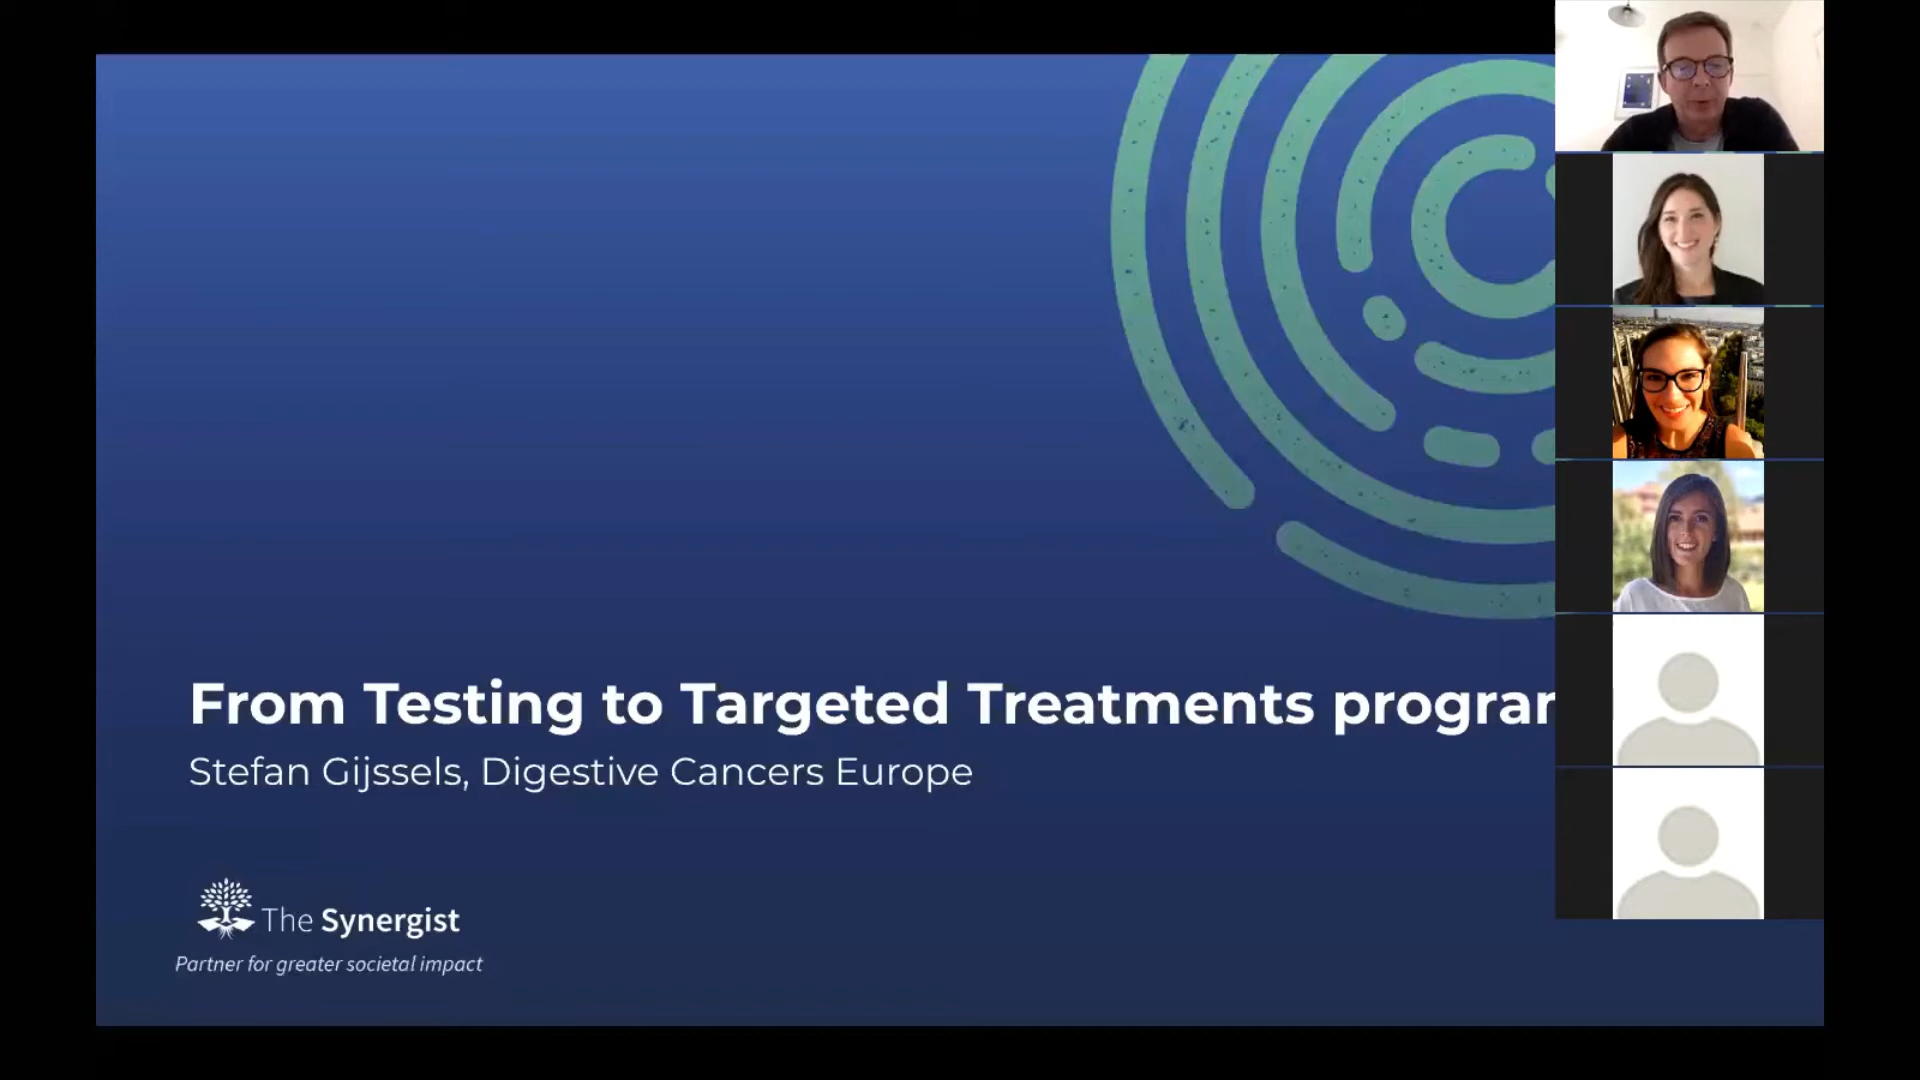 From Testing to Targeted Treatments progra
Stefan Gijssels, Digestive Cancers Europe
The Synergist
Partner for greater societal impact